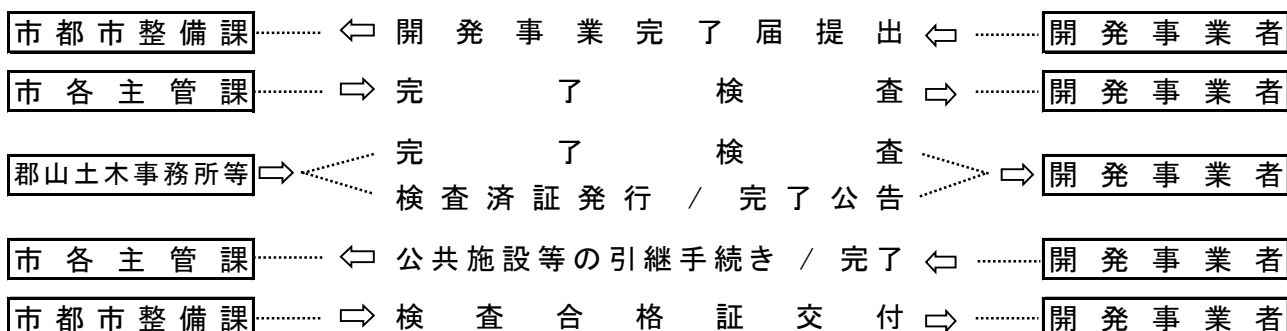 市都市整備課 ⇦ 開発事業完了届提出 ⇦ 開発事業者
市各主管課 ⇨ 完了検査 ⇨ 開発事業者
完了検査
郡山土木事務所等 ⇨ ⇨ 開発事業者
検査済証発行 / 完了公告
市各主管課 ⇦ 公共施設等の引継手続き / 完了 ⇦ 開発事業者
市都市整備課 ⇨ 検査合格証交付 ⇨ 開発事業者